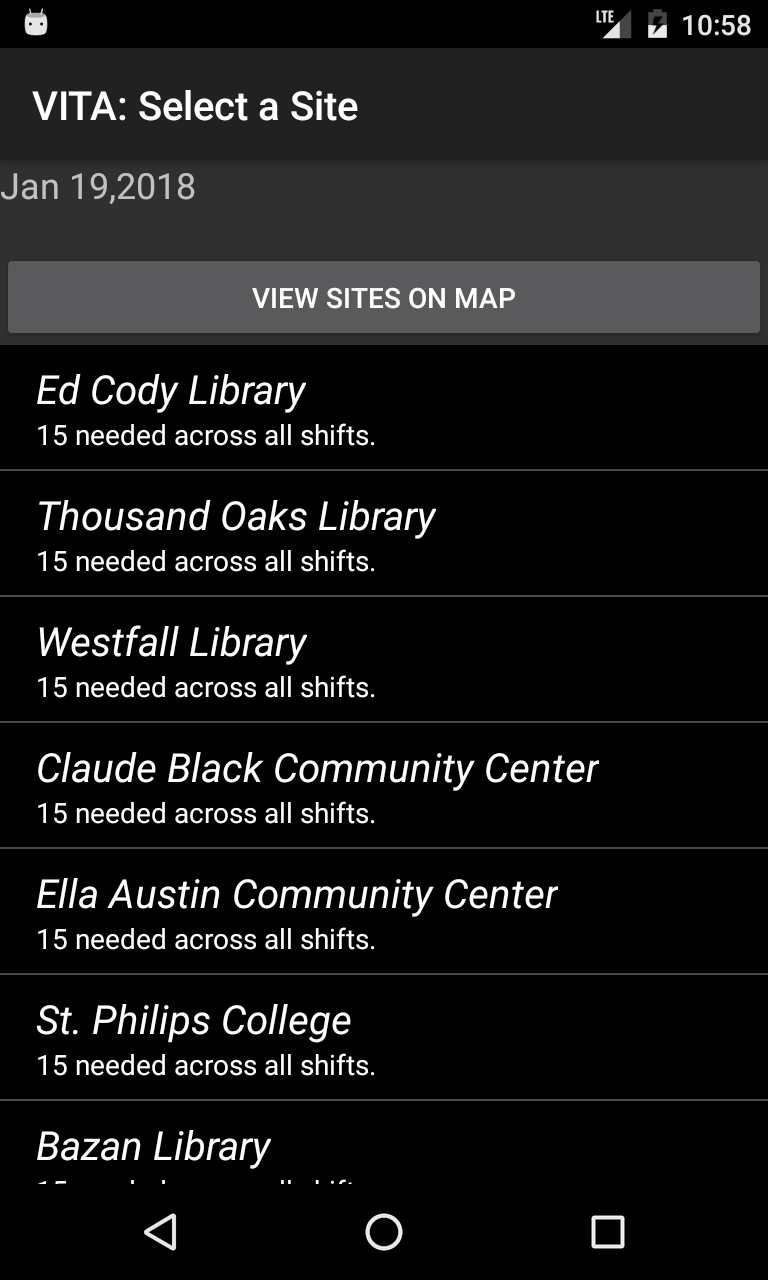 LTE 10:58
VITA: Select a Site
Jan 19,2018
VIEW SITES ON MAP
Ed Cody Library
15 needed across all shifts.
Thousand Oaks Library
15 needed across all shifts.
Westfall Library
15 needed across all shifts.
Claude Black Community Center
15 needed across all shifts.
Ella Austin Community Center
15 needed across all shifts.
St. Philips College
15 needed across all shifts.
Bazan Library